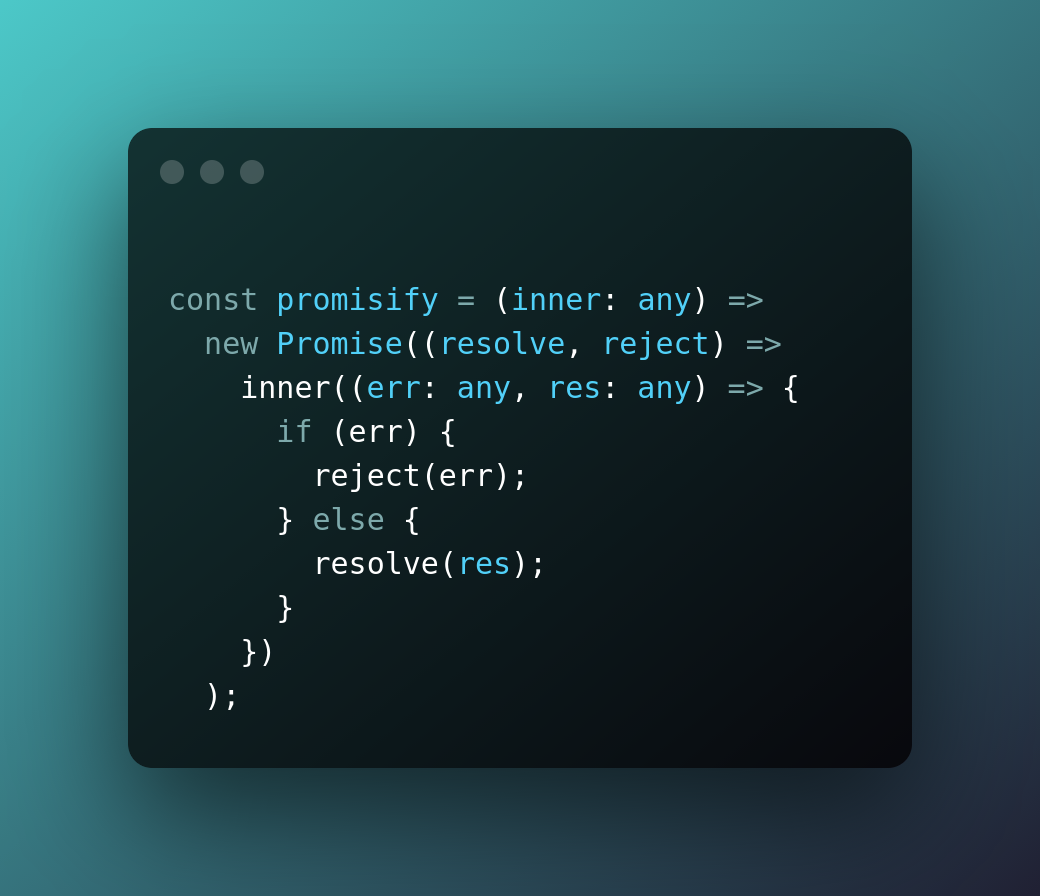 const promisify = (inner: any) =>
  new Promise((resolve, reject) =>
    inner((err: any, res: any) => {
      if (err) {
        reject(err);
      } else {
        resolve(res);
      }
    })
  );